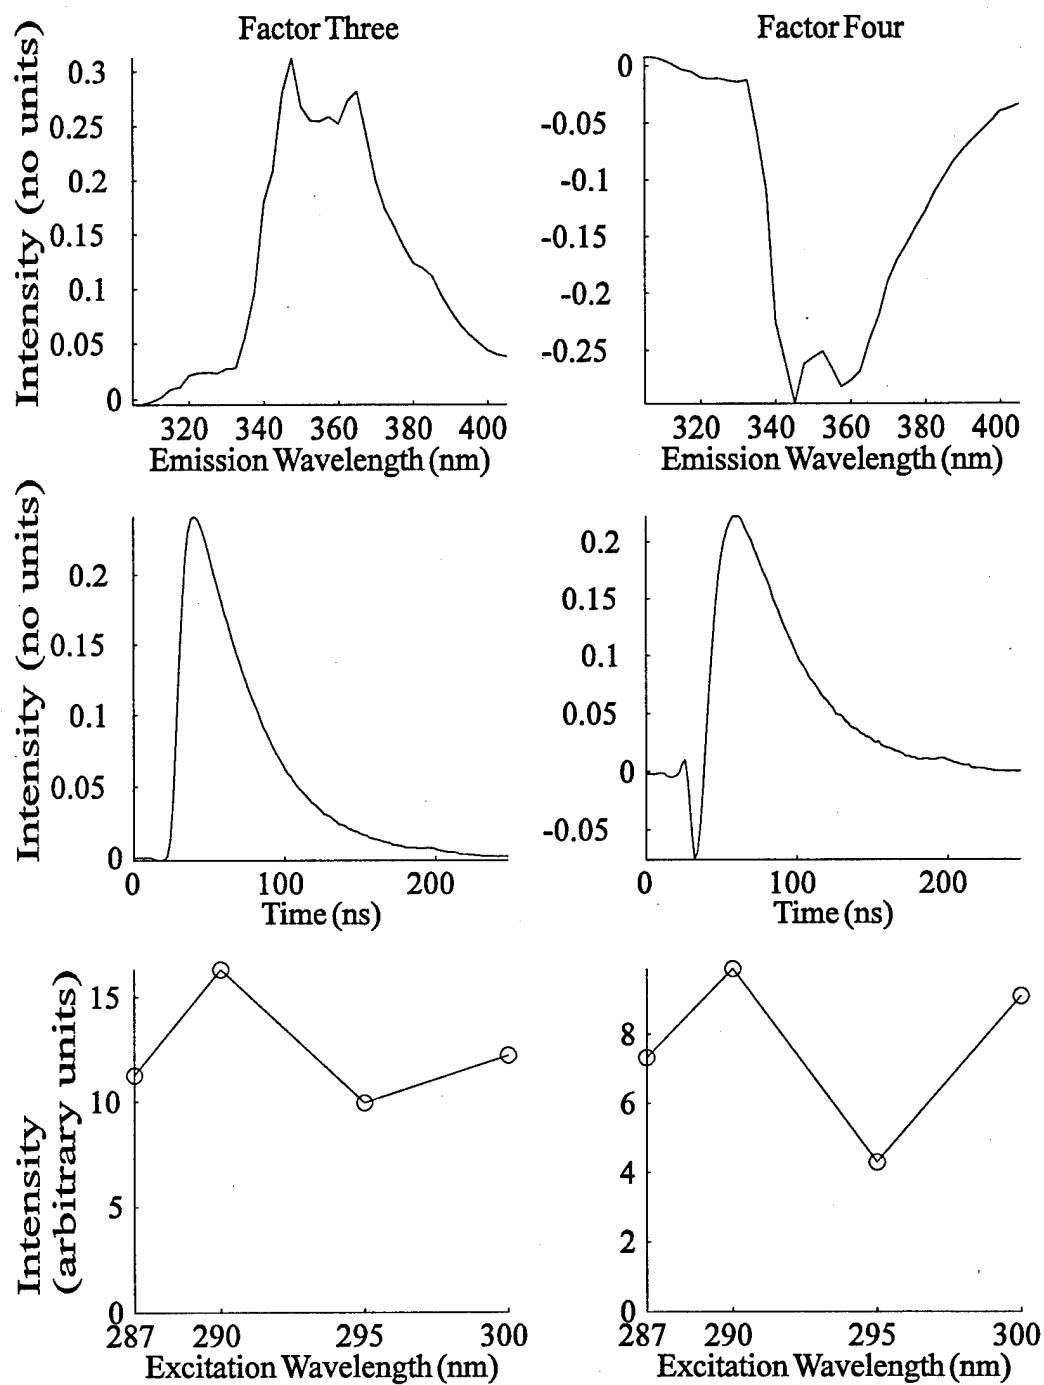 Factor Three
Factor Four
Intensity (no units)
0.3
0.25
0.2
0.15
0.1
0.05
0
320 340 360 380 400
Emission Wavelength (nm)
0
-0.05
-0.1
-0.15
-0.2
-0.25
320 340 360 380 400
Emission Wavelength (nm)
Intensity (no units)
0.2
0.15
0.1
0.05
0
0 100 200
Time (ns)
0.2
0.15
0.1
0.05
0
-0.05
0 100 200
Time (ns)
Intensity
(arbitrary units)
15
10
5
0
287 290 295 300
Excitation Wavelength (nm)
8
6
4
2
0
287 290 295 300
Excitation Wavelength (nm)